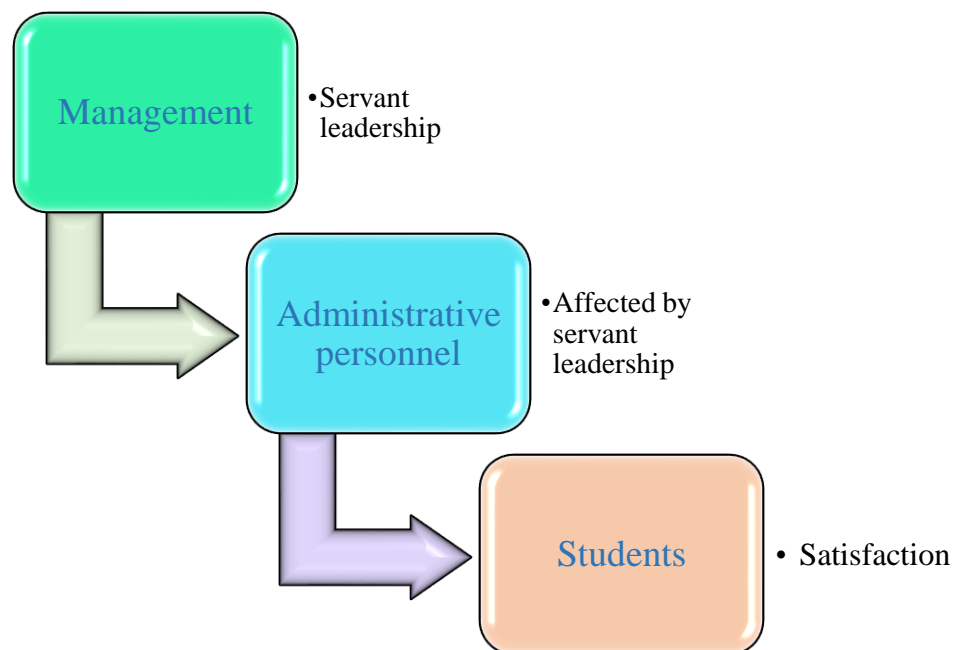 Management
•Servant
leadership
Administrative
personnel
•Affected by
servant
leadership
Students
• Satisfaction